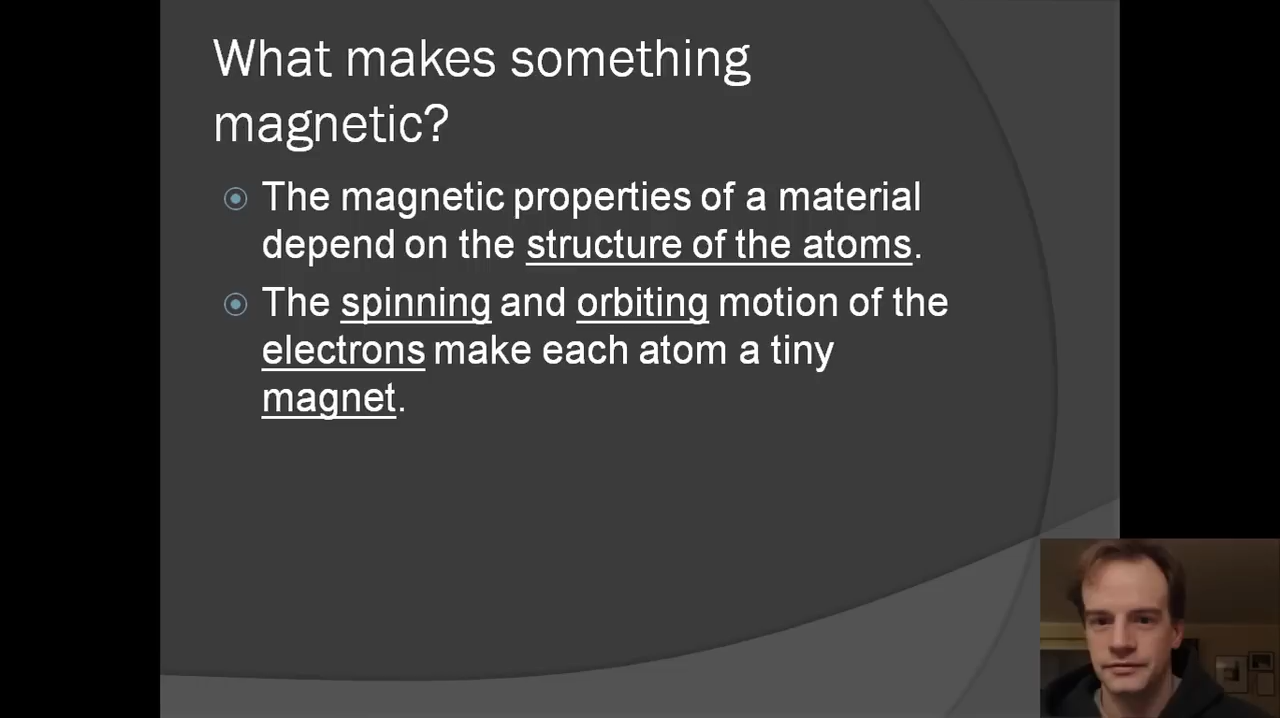 What makes something
magnetic?
The magnetic properties of a material
depend on the structure of the atoms.
The spinning and orbiting motion of the
electrons make each atom a tiny
magnet.